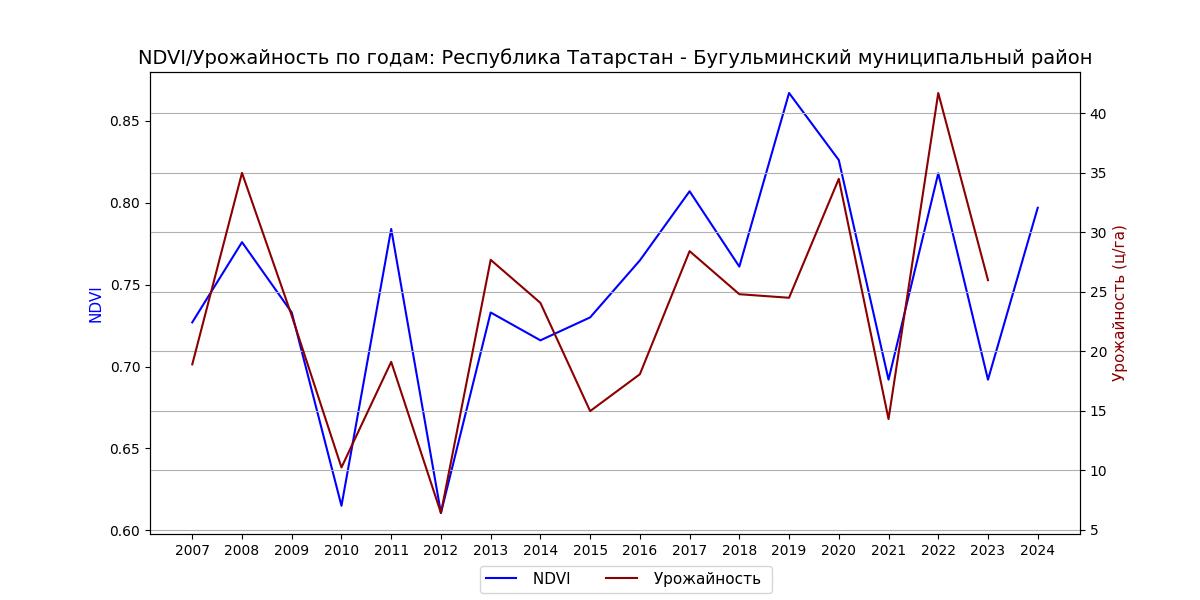 NDVI/Урожайность по годам: Республика Татарстан - Бугульминский муниципальный район
0.85
0.80
0.75
0.70
0.65
0.60
NDVI
40
35
30
25
20
15
10
5
Урожайность (ц/га)
2007 2008 2009 2010 2011 2012 2013 2014 2015 2016 2017 2018 2019 2020 2021 2022 2023 2024
NDVI Урожайность